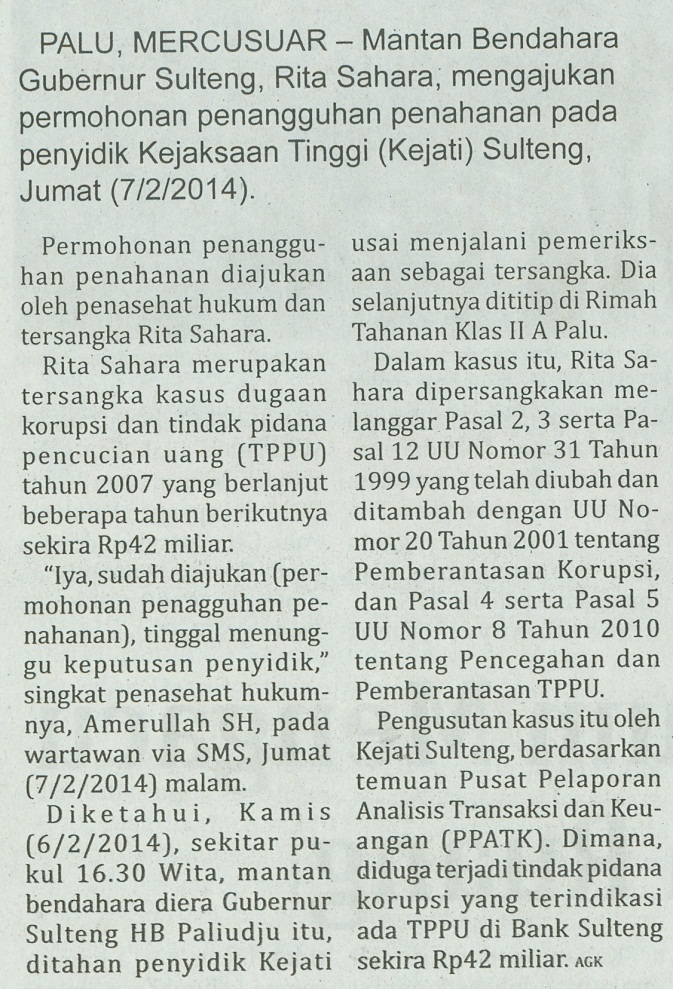 PALU, MERCUSUAR – Mantan Bendahara
Gubernur Sulteng, Rita Sahara, mengajukan
permohonan penangguhan penahanan pada
penyidik Kejaksaan Tinggi (Kejati) Sulteng,
Jumat (7/2/2014).
Permohonan penanggu-
han penahanan diajukan
oleh penasehat hukum dan
tersangka Rita Sahara.
Rita Sahara merupakan
tersangka kasus dugaan
korupsi dan tindak pidana
pencucian uang (TPPU)
tahun 2007 yang berlanjut
beberapa tahun berikutnya
sekira Rp42 miliar.
“Iya, sudah diajukan (per-
mohonan penagguhan pe-
nahanan), tinggal menung-
gu keputusan penyidik,”
singkat penasehat hukum-
nya, Amerullah SH, pada
wartawan via SMS, Jumat
(7/2/2014) malam.
Diketahui, Kamis
(6/2/2014), sekitar pu-
kul 16.30 Wita, mantan
bendahara diera Gubernur
Sulteng HB Paliudju itu,
ditahan penyidik Kejati
usai menjalani pemeriks-
aan sebagai tersangka. Dia
selanjutnya dititip di Rimah
Tahanan Klas II A Palu.
Dalam kasus itu, Rita Sa-
hara dipersangkakan me-
langgar Pasal 2, 3 serta Pa-
sal 12 UU Nomor 31 Tahun
1999 yang telah diubah dan
ditambah dengan UU No-
mor 20 Tahun 2001 tentang
Pemberantasan Korupsi,
dan Pasal 4 serta Pasal 5
UU Nomor 8 Tahun 2010
tentang Pencegahan dan
Pemberantasan TPPU.
Pengusutan kasus itu oleh
Kejati Sulteng, berdasarkan
temuan Pusat Pelaporan
Analisis Transaksi dan Keu-
angan (PPATK). Dimana,
diduga terjadi tindak pidana
korupsi yang terindikasi
ada TPPU di Bank Sulteng
sekira Rp42 miliar. AGK